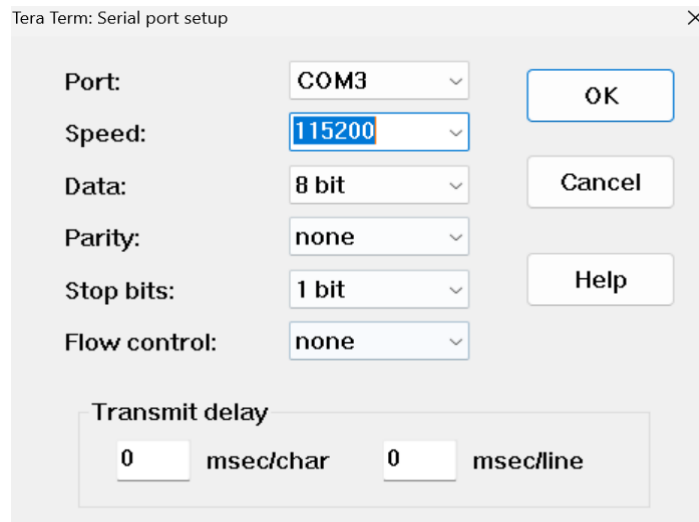 Tera Term: Serial port setup
Port: COM3
OK
Speed: 115200
Data: 8 bit
Cancel
Parity: none
Stop bits: 1 bit
Help
Flow control: none
Transmit delay
0 msec/char 0 msec/line